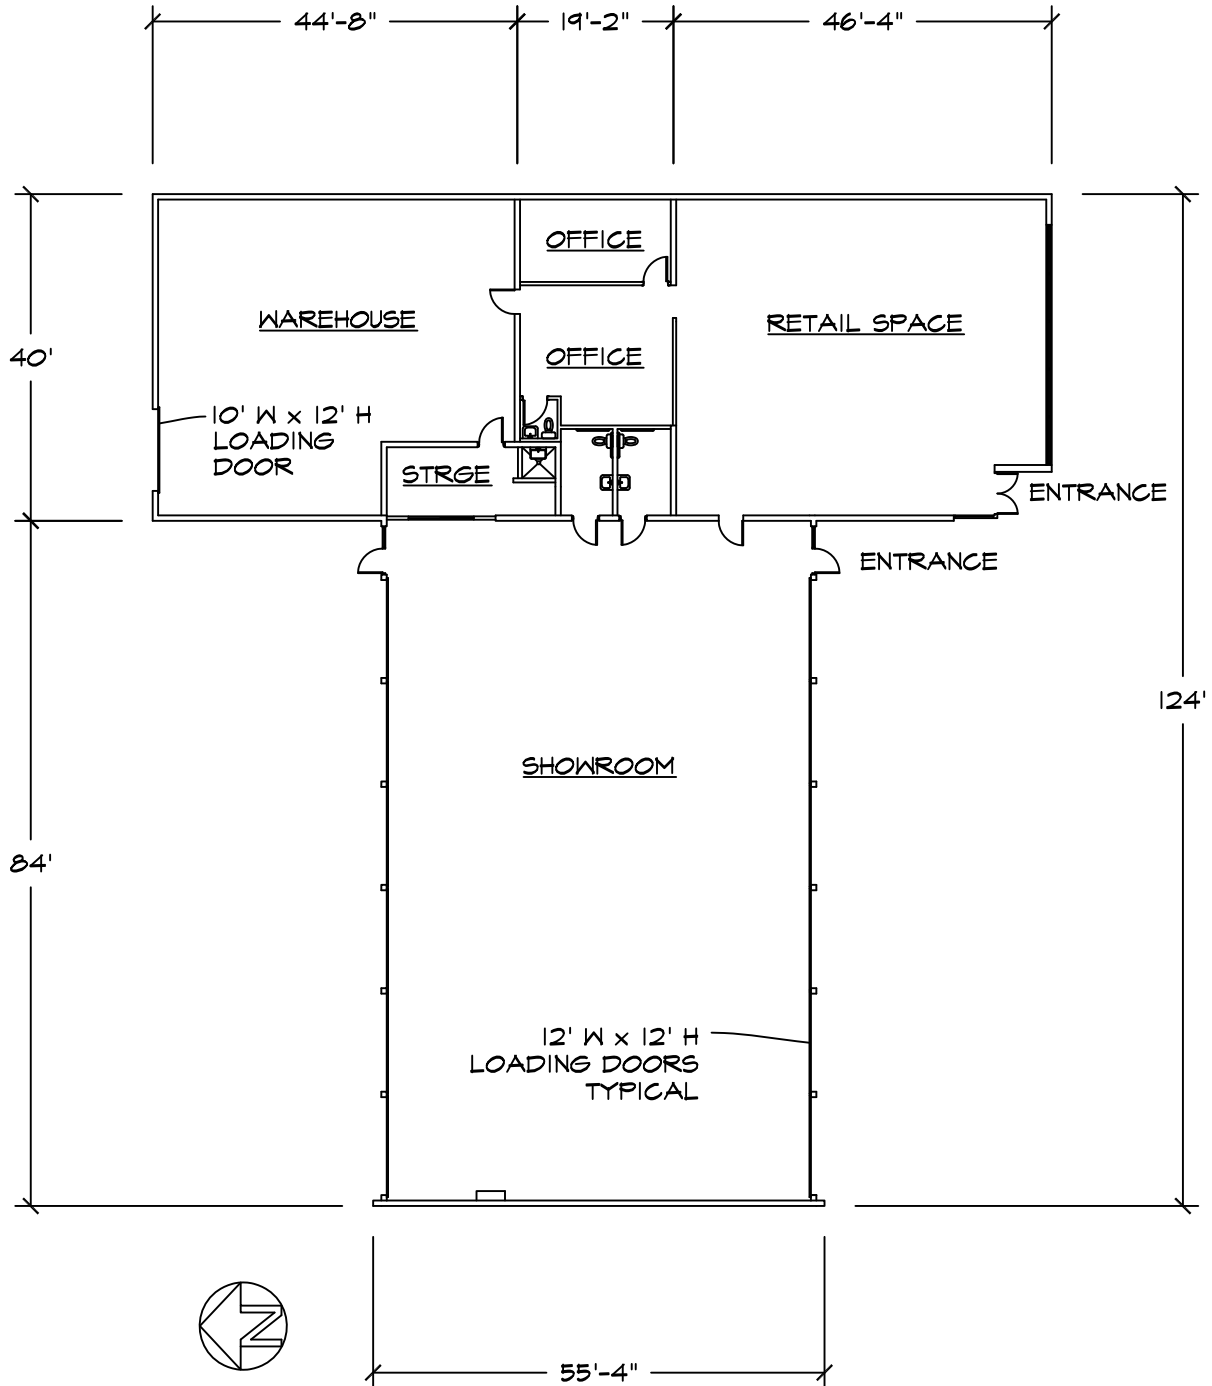 44'-8"
19'-2"
46'-4"
OFFICE
WAREHOUSE
RETAIL SPACE
40'
OFFICE
10' W x 12' H
LOADING
DOOR
STRGE
ENTRANCE
ENTRANCE
124'
SHOWROOM
84'
12' W x 12' H
LOADING DOORS
TYPICAL
N
55'-4"